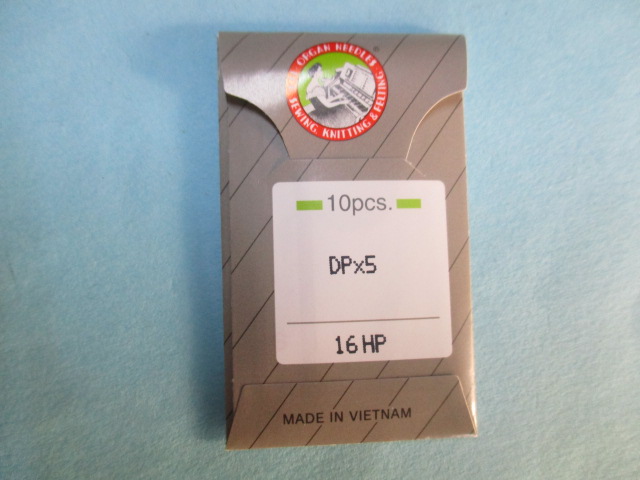 ORGAN NEEDLES
SEWING, KNITTING & FELTING
®
10pcs.
DPx5
16 HP
MADE IN VIETNAM